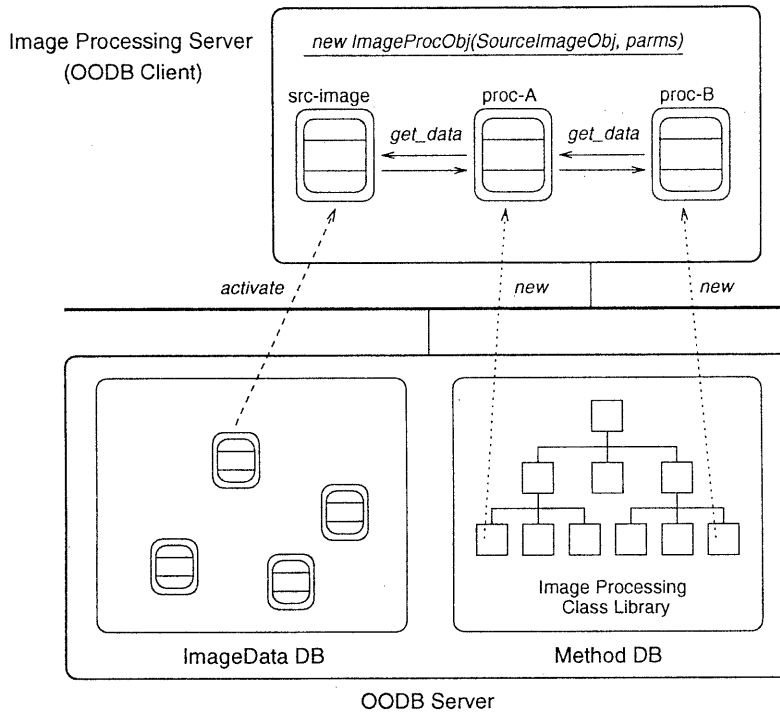 Image Processing Server
(OODB Client)
new ImageProcObj(SourceImageObj, parms)
src-image
proc-A
proc-B
get_data
get_data
activate
new
new
Image Processing
Class Library
ImageData DB
Method DB
OODB Server